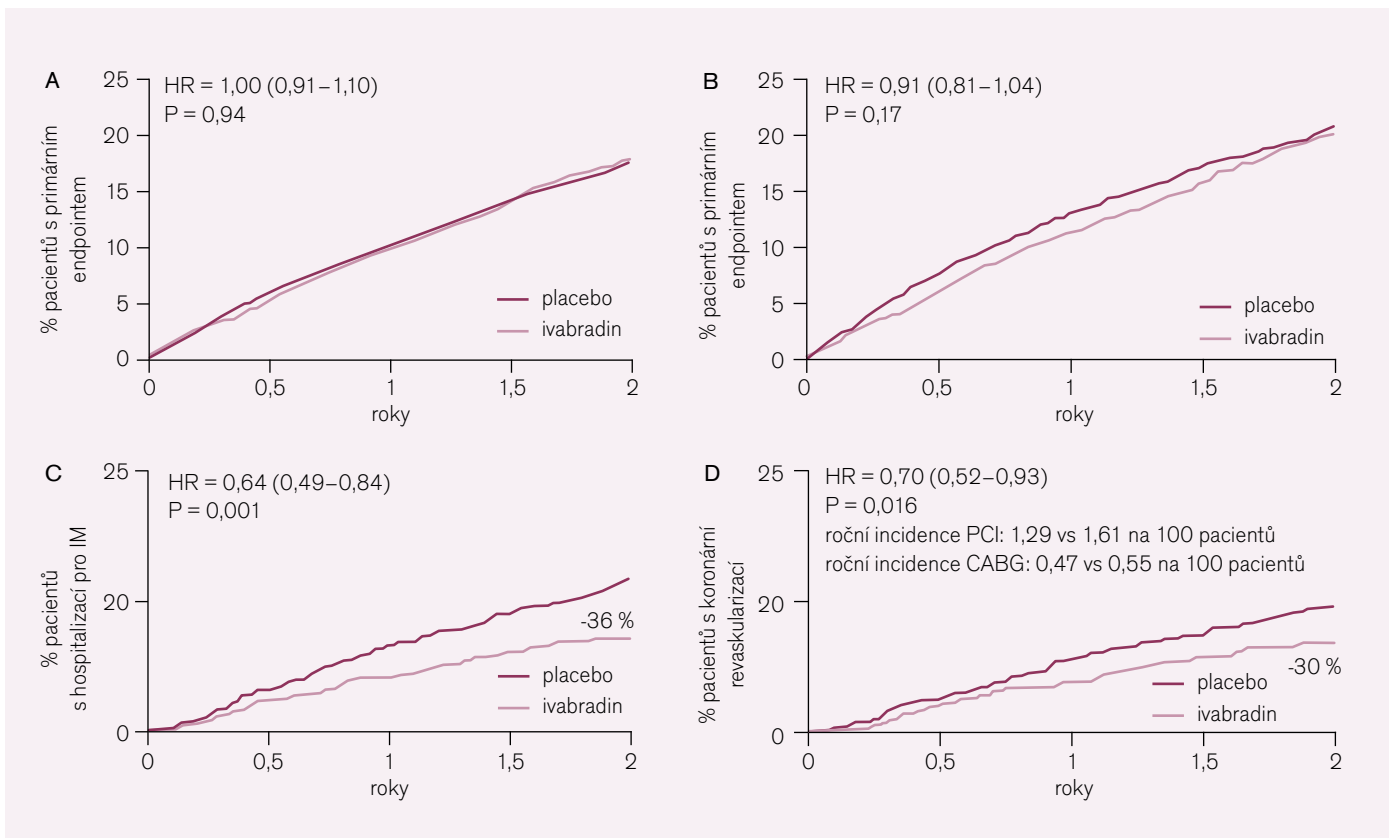 A
HR = 1,00 (0,91–1,10)
P = 0,94
% pacientů s primárním
endpointem
25
20
15
10
5
0
placebo
ivabradin
0 0,5 1 1,5 2
roky
B
HR = 0,91 (0,81–1,04)
P = 0,17
% pacientů s primárním
endpointem
25
20
15
10
5
0
placebo
ivabradin
0 0,5 1 1,5 2
roky
C
HR = 0,64 (0,49–0,84)
P = 0,001
% pacientů
s hospitalizací pro IM
25
20
0
-36 %
placebo
ivabradin
0 0,5 1 1,5 2
roky
D
HR = 0,70 (0,52–0,93)
P = 0,016
roční incidence PCI: 1,29 vs 1,61 na 100 pacientů
roční incidence CABG: 0,47 vs 0,55 na 100 pacientů
% pacientů s koronární
revaskularizací
25
20
0
-30 %
placebo
ivabradin
0 0,5 1 1,5 2
roky